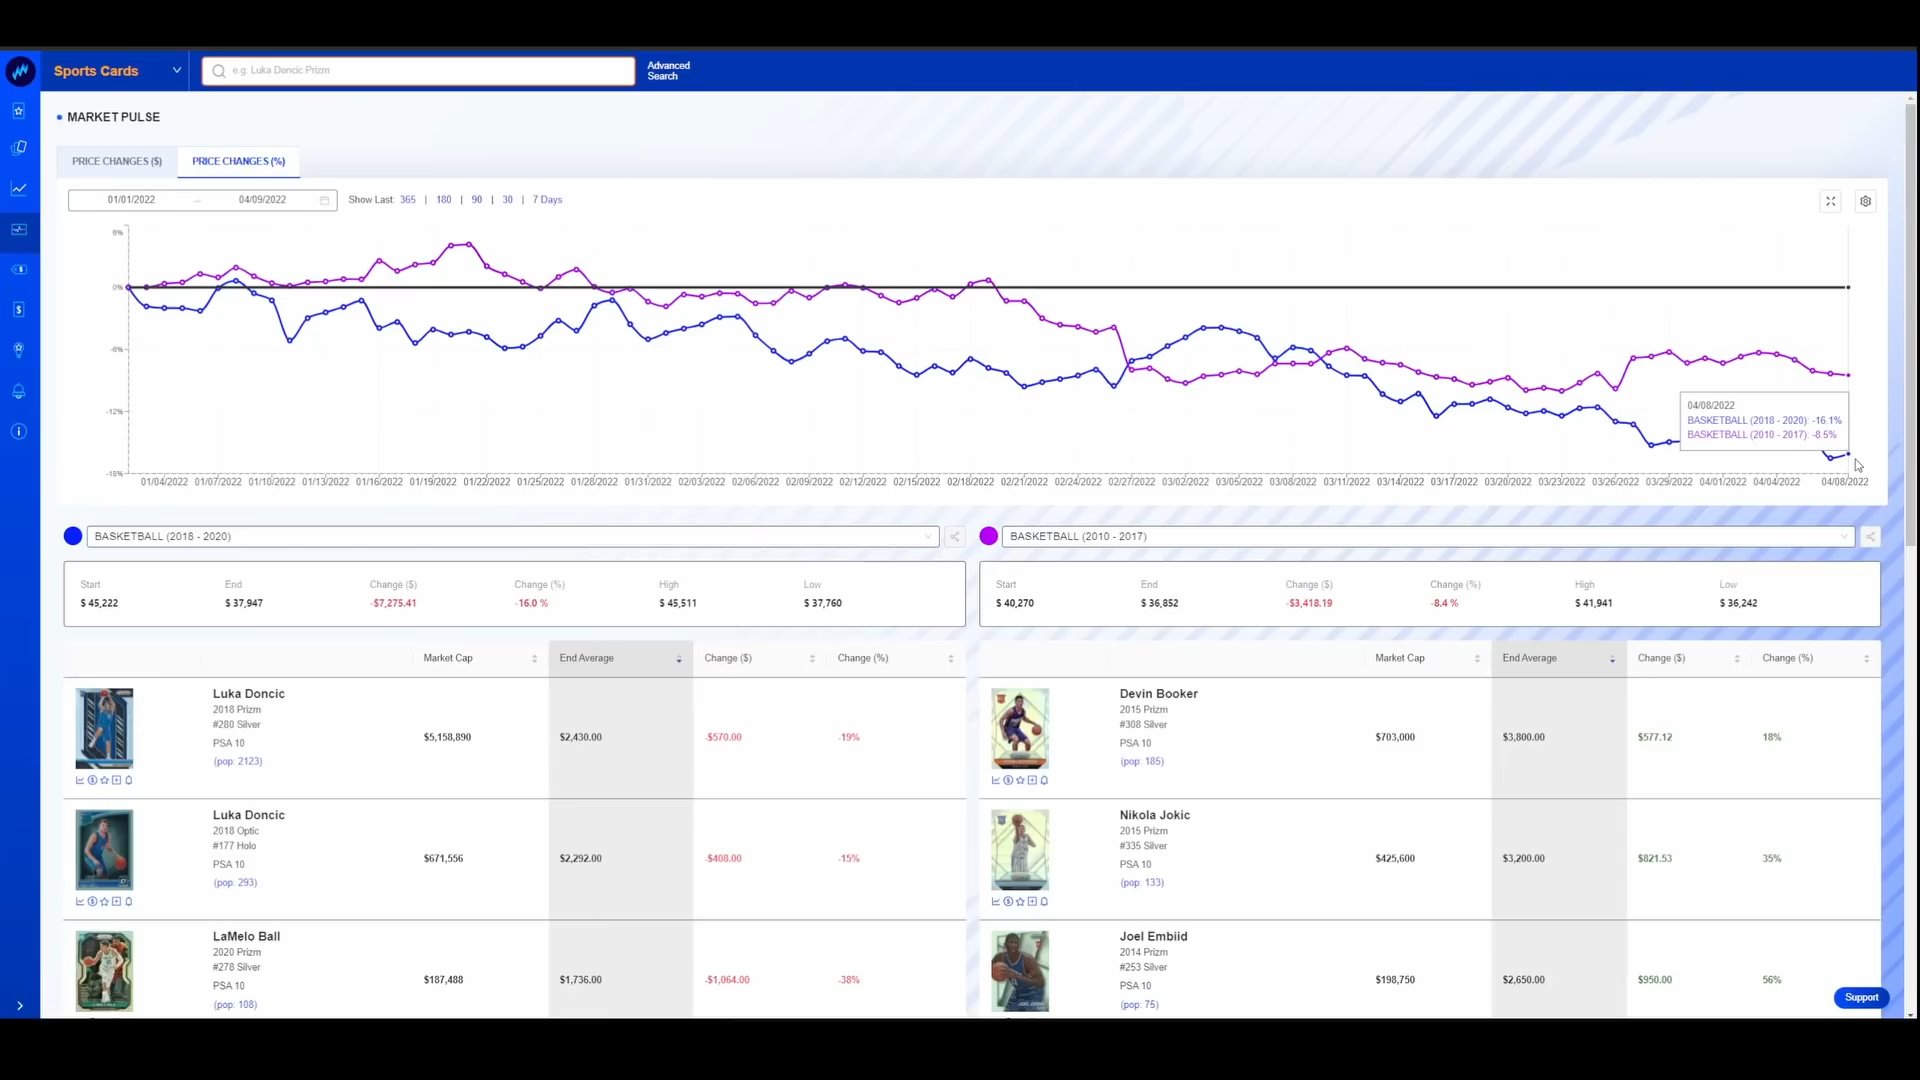 Sports Cards
e.g. Luka Doncic Prizm
Advanced
Search
MARKET PULSE
PRICE CHANGES ($)
PRICE CHANGES (%)
01/01/2022
04/09/2022
Show Last: 365 | 180 | 90 | 30 | 7 Days
6%
0%
-6%
-12%
-18%
04/08/2022
BASKETBALL (2018 - 2020): -16.1%
BASKETBALL (2010 - 2017): -8.5%
01/04/2022 01/07/2022 01/10/2022 01/13/2022 01/16/2022 01/19/2022 01/22/2022 01/25/2022 01/28/2022 01/31/2022 02/03/2022 02/06/2022 02/09/2022 02/12/2022 02/15/2022 02/18/2022 02/21/2022 02/24/2022 02/27/2022 03/02/2022 03/05/2022 03/08/2022 03/11/2022 03/14/2022 03/17/2022 03/20/2022 03/23/2022 03/26/2022 03/29/2022 04/01/2022 04/04/2022 04/08/2022
BASKETBALL (2018 - 2020)
Start End Change ($) Change (%) High Low
$ 45,222 $ 37,947 -$7,275.41 -16.0 % $ 45,511 $ 37,760
Market Cap End Average Change ($) Change (%)
Luka Doncic
2018 Prizm
#280 Silver
PSA 10
(pop: 2123)
$5,158,890 $2,430.00 -$570.00 -19%
Luka Doncic
2018 Optic
#177 Holo
PSA 10
(pop: 293)
$671,556 $2,292.00 -$408.00 -15%
LaMelo Ball
2020 Prizm
#278 Silver
PSA 10
(pop: 108)
$187,488 $1,736.00 -$1,064.00 -38%
BASKETBALL (2010 - 2017)
Start End Change ($) Change (%) High Low
$ 40,270 $ 36,852 -$3,418.19 -8.4 % $ 41,941 $ 36,242
Market Cap End Average Change ($) Change (%)
Devin Booker
2015 Prizm
#308 Silver
PSA 10
(pop: 185)
$703,000 $3,800.00 $577.12 18%
Nikola Jokic
2015 Prizm
#335 Silver
PSA 10
(pop: 133)
$425,600 $3,200.00 $821.53 35%
Joel Embiid
2014 Prizm
#253 Silver
PSA 10
(pop: 75)
$198,750 $2,650.00 $950.00 56%
Support